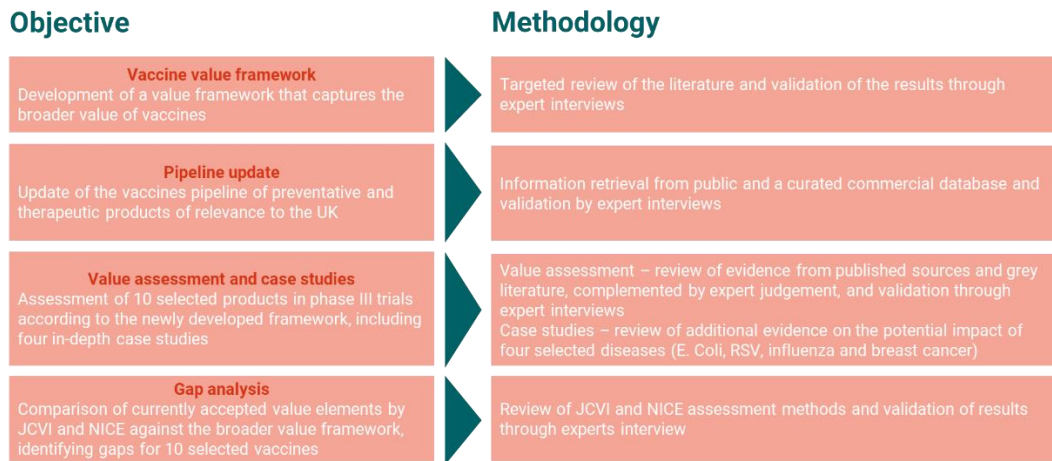 Objective
Methodology
Vaccine value framework
Development of a value framework that captures the
broader value of vaccines
Targeted review of the literature and validation of the results through
expert interviews
Pipeline update
Update of the vaccines pipeline of preventative and
therapeutic products of relevance to the UK
Information retrieval from public and a curated commercial database and
validation by expert interviews
Value assessment and case studies
Assessment of 10 selected products in phase III trials
according to the newly developed framework, including
four in-depth case studies
Value assessment – review of evidence from published sources and grey
literature, complemented by expert judgement, and validation through
expert interviews
Case studies – review of additional evidence on the potential impact of
four selected diseases (E. Coli, RSV, influenza and breast cancer)
Gap analysis
Comparison of currently accepted value elements by
JCVI and NICE against the broader value framework,
identifying gaps for 10 selected vaccines
Review of JCVI and NICE assessment methods and validation of results
through experts interview